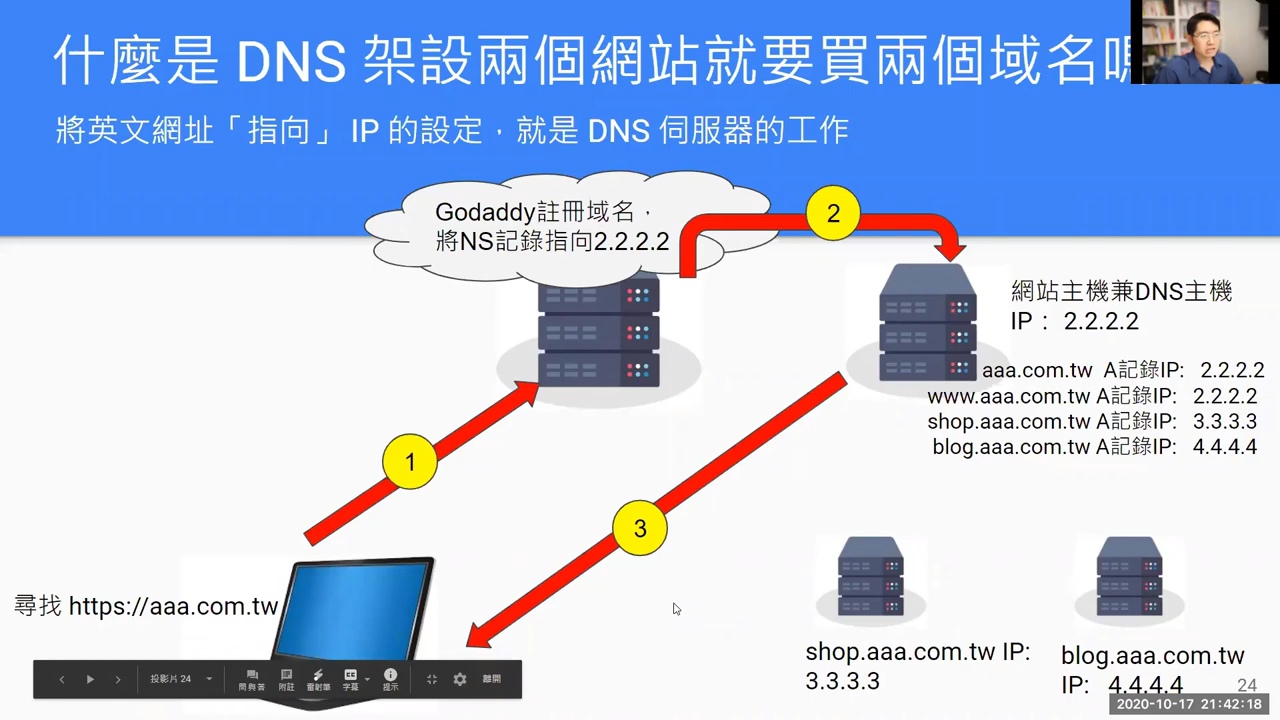 什麼是 DNS 架設兩個網站就要買兩個域名
將英文網址「指向」 IP 的設定，就是 DNS 伺服器的工作
Godaddy註冊域名，
將NS記錄指向2.2.2.2
2
網站主機兼DNS主機
IP： 2.2.2.2
aaa.com.tw A記錄IP: 2.2.2.2
www.aaa.com.tw A記錄IP: 2.2.2.2
shop.aaa.com.tw A記錄IP: 3.3.3.3
blog.aaa.com.tw A記錄IP: 4.4.4.4
1
3
尋找 https://aaa.com.tw
shop.aaa.com.tw IP:
3.3.3.3
blog.aaa.com.tw
IP: 4.4.4.4
24
投影片 24
問與答
附註
雷射筆
字幕
提示
離開
2020-10-17 21:42:18